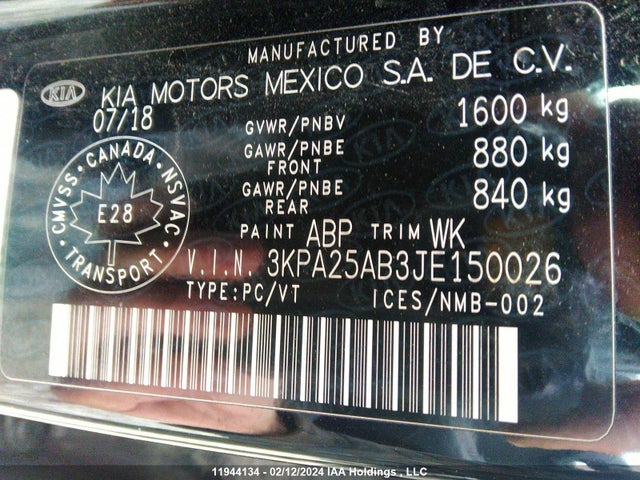 MANUFACTURED BY
KIA KIA MOTORS MEXICO S.A. DE C.V.
07/18
GVWR/PNBV 1600 kg
GAWR/PNBE FRONT 880 kg
GAWR/PNBE REAR 840 kg
CMVSS • CANADA • NSVAC • TRANSPORT •
E28
PAINT ABP TRIM WK
V.I.N. 3KPA25AB3JE150026
TYPE:PC/VT ICES/NMB-002
11944134 - 02/12/2024 IAA Holdings , LLC